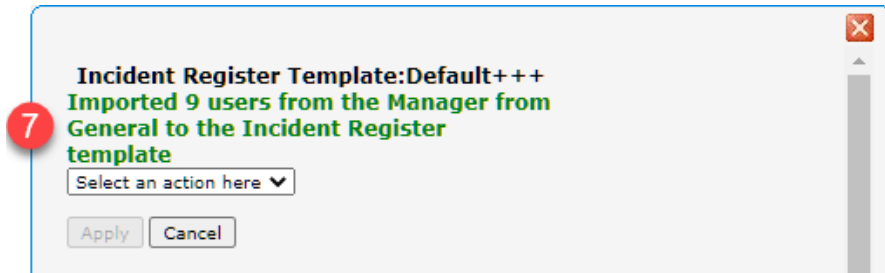 Incident Register Template:Default+++
Imported 9 users from the Manager from
7
General to the Incident Register
template
Select an action here
Apply
Cancel